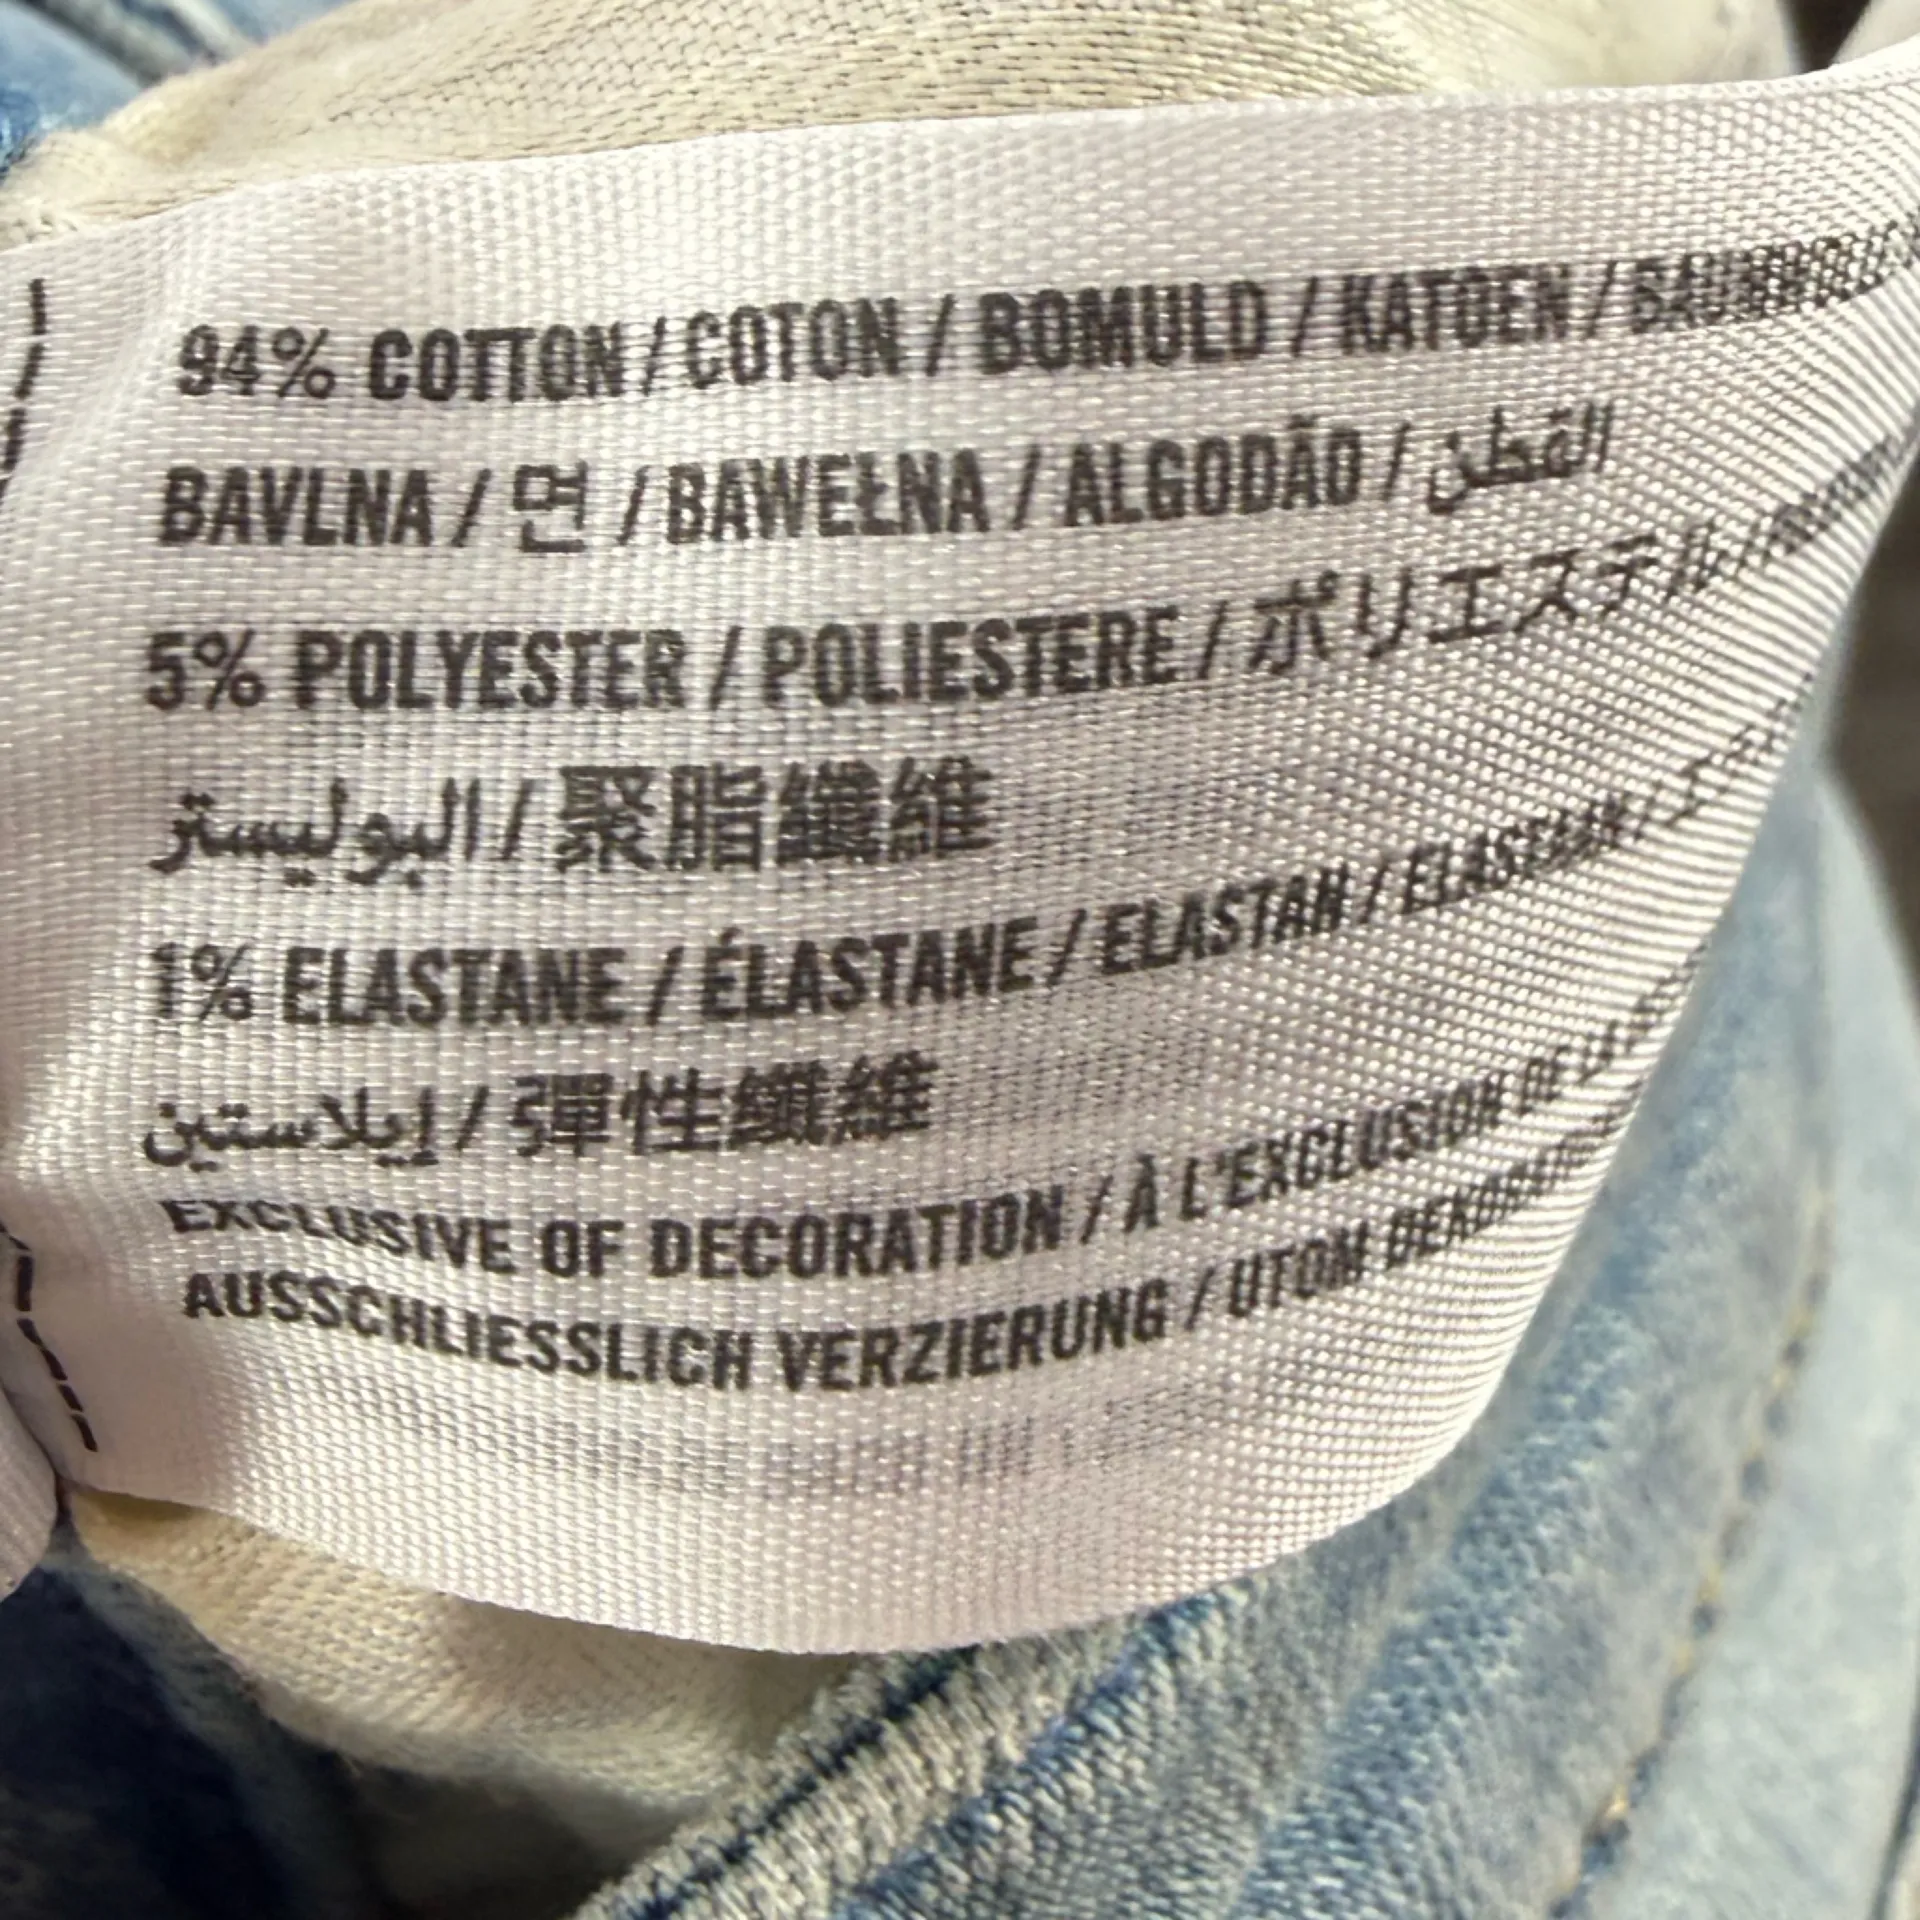 94% COTTON / COTON / BOMULD / KATOEN /
BAVLNA / 면 / BAWEŁNA / ALGODÃO / القطن
5% POLYESTER / POLIESTERE / ポリエステル /
البوليستر / 聚脂纖維
1% ELASTANE / ÉLASTANE / ELASTAN / ELASTAN /
إيلاستين / 彈性纖維
EXCLUSIVE OF DECORATION / À L'EXCLUSION DE
AUSSCHLIESSLICH VERZIERUNG / UTOM